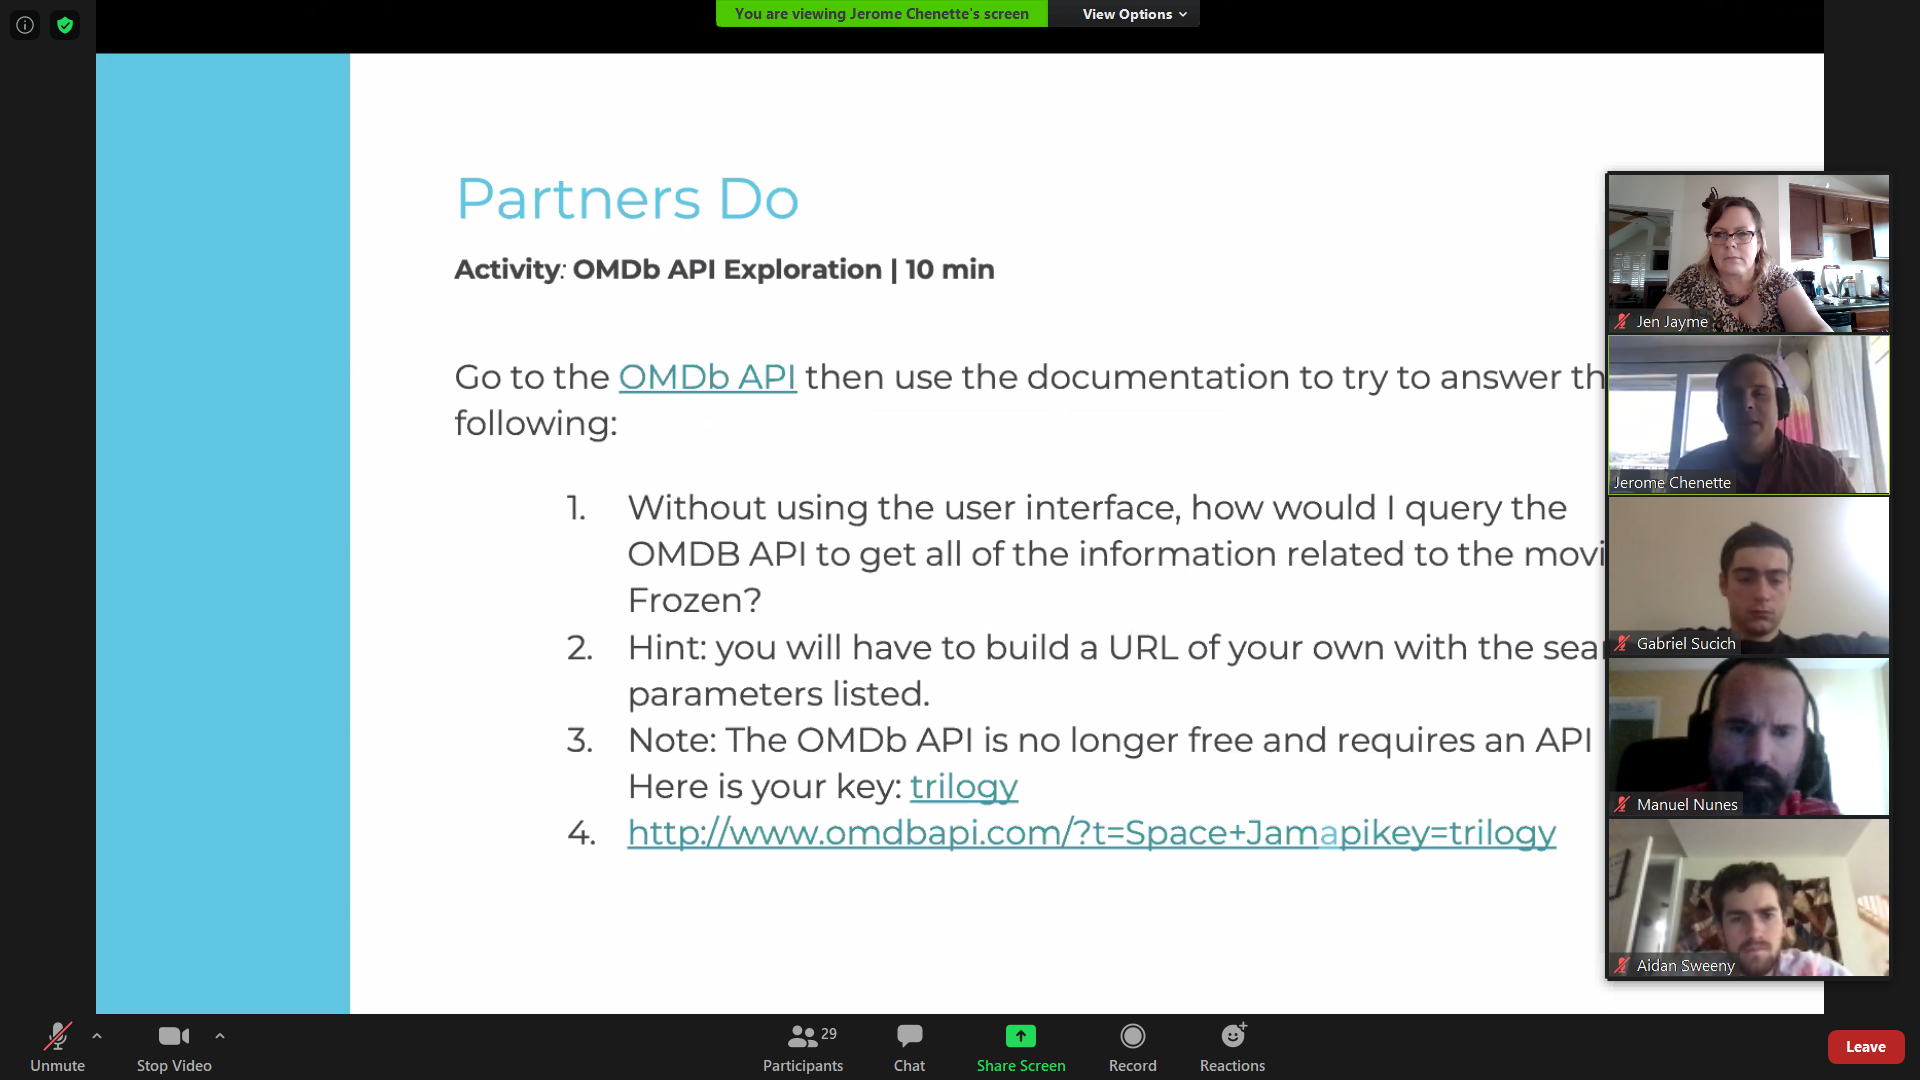 You are viewing Jerome Chenette's screen
View Options
Partners Do
Activity: OMDb API Exploration | 10 min
Go to the OMDb API then use the documentation to try to answer th
following:
1. Without using the user interface, how would I query the
OMDB API to get all of the information related to the movi
Frozen?
2. Hint: you will have to build a URL of your own with the sear
parameters listed.
3. Note: The OMDb API is no longer free and requires an API
Here is your key: trilogy
4. http://www.omdbapi.com/?t=Space+Jamapikey=trilogy
Jen Jayme
Jerome Chenette
Gabriel Sucich
Manuel Nunes
Aidan Sweeny
Unmute
Stop Video
29
Participants
Chat
Share Screen
Record
Reactions
Leave